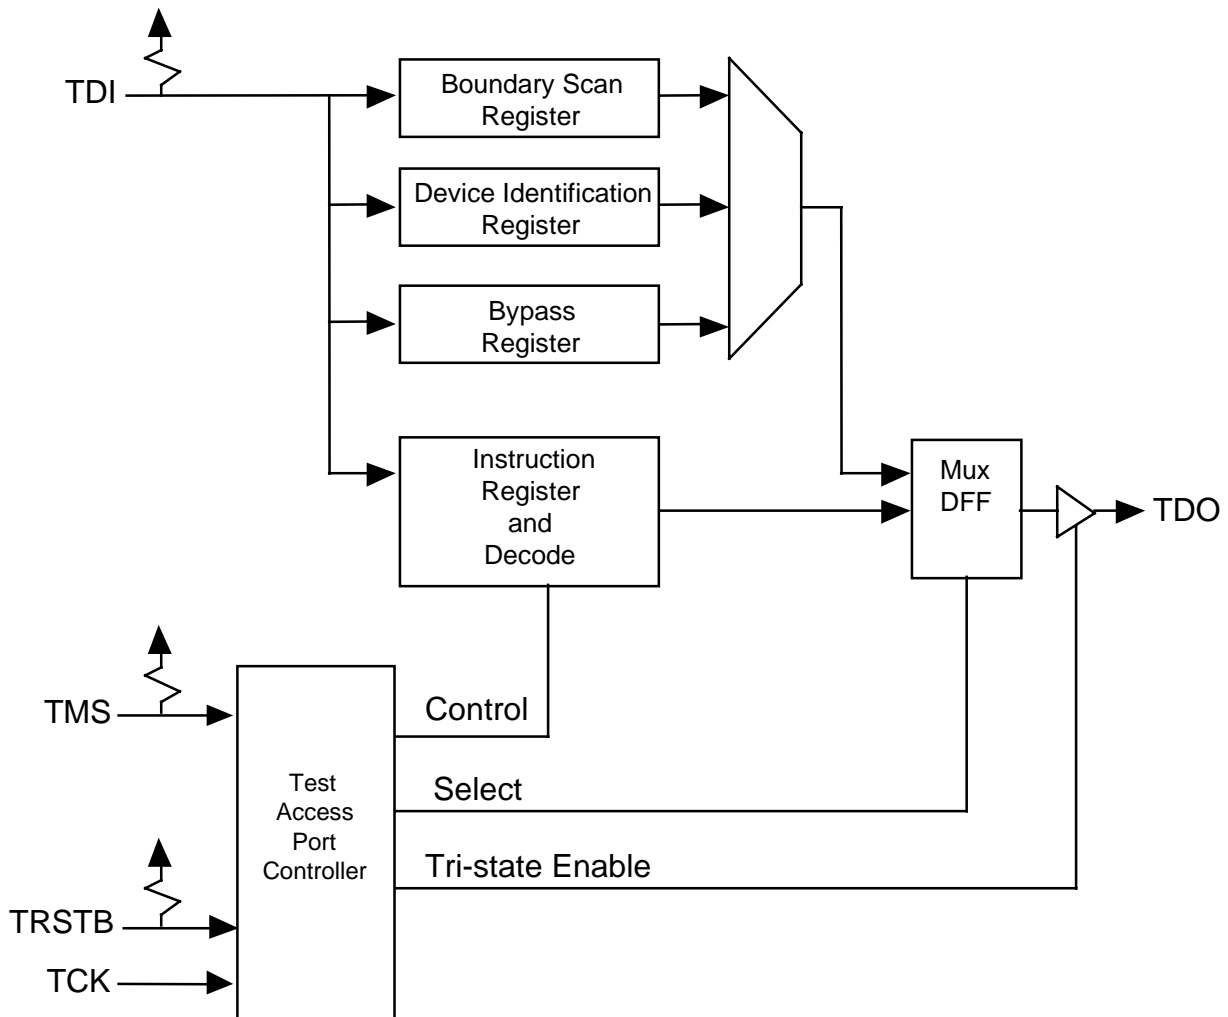 TDI
Boundary Scan
Register
Device Identification
Register
Bypass
Register
Instruction
Register
and
Decode
Mux
DFF
TDO
TMS
Control
Test
Access
Port
Controller
Select
Tri-state Enable
TRSTB
TCK